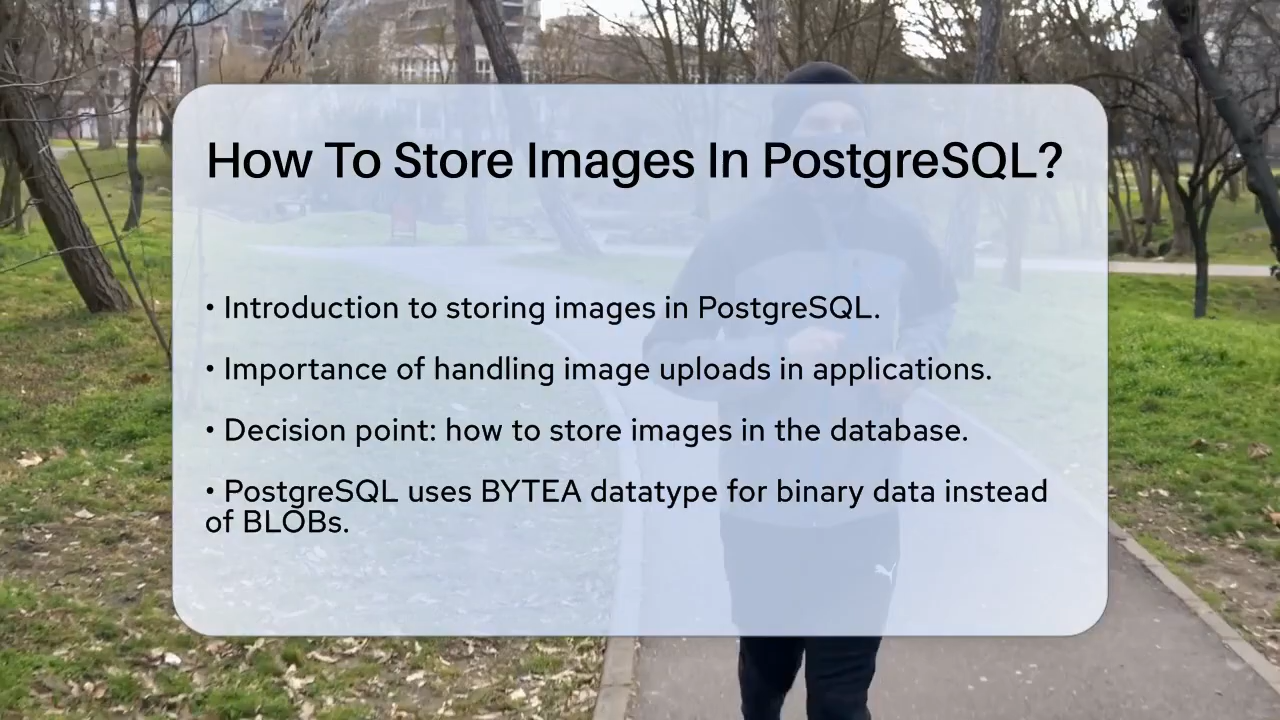 How To Store Images In PostgreSQL?
• Introduction to storing images in PostgreSQL.
• Importance of handling image uploads in applications.
• Decision point: how to store images in the database.
• PostgreSQL uses BYTEA datatype for binary data instead
of BLOBs.